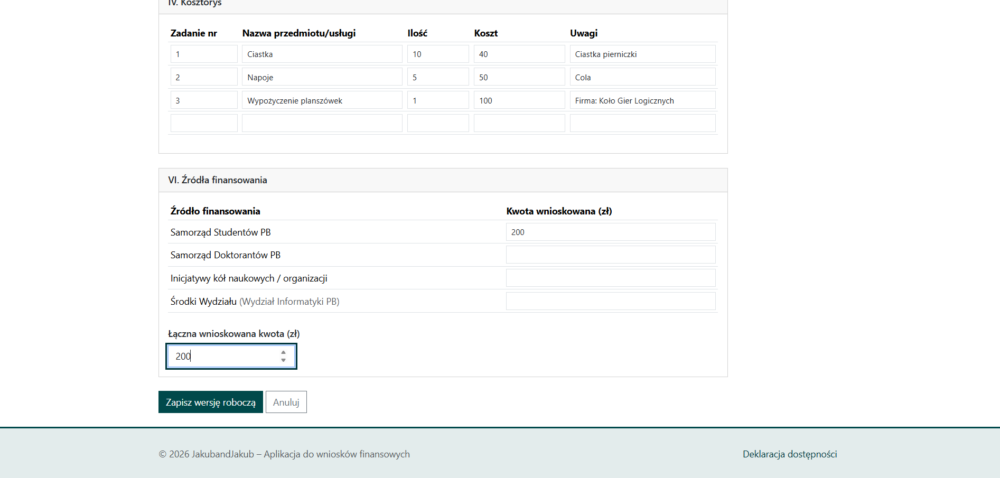 IV. Kosztorys
Zadanie nr Nazwa przedmiotu/usługi Ilość Koszt Uwagi
1 Ciastka 10 40 Ciastka pierniczki
2 Napoje 5 50 Cola
3 Wypożyczenie planszówek 1 100 Firma: Koło Gier Logicznych
VI. Źródła finansowania
Źródło finansowania Kwota wnioskowana (zł)
Samorząd Studentów PB 200
Samorząd Doktorantów PB
Inicjatywy kół naukowych / organizacji
Środki Wydziału (Wydział Informatyki PB)
Łączna wnioskowana kwota (zł)
200
Zapisz wersję roboczą Anuluj
© 2026 JakubandJakub – Aplikacja do wniosków finansowych Deklaracja dostępności